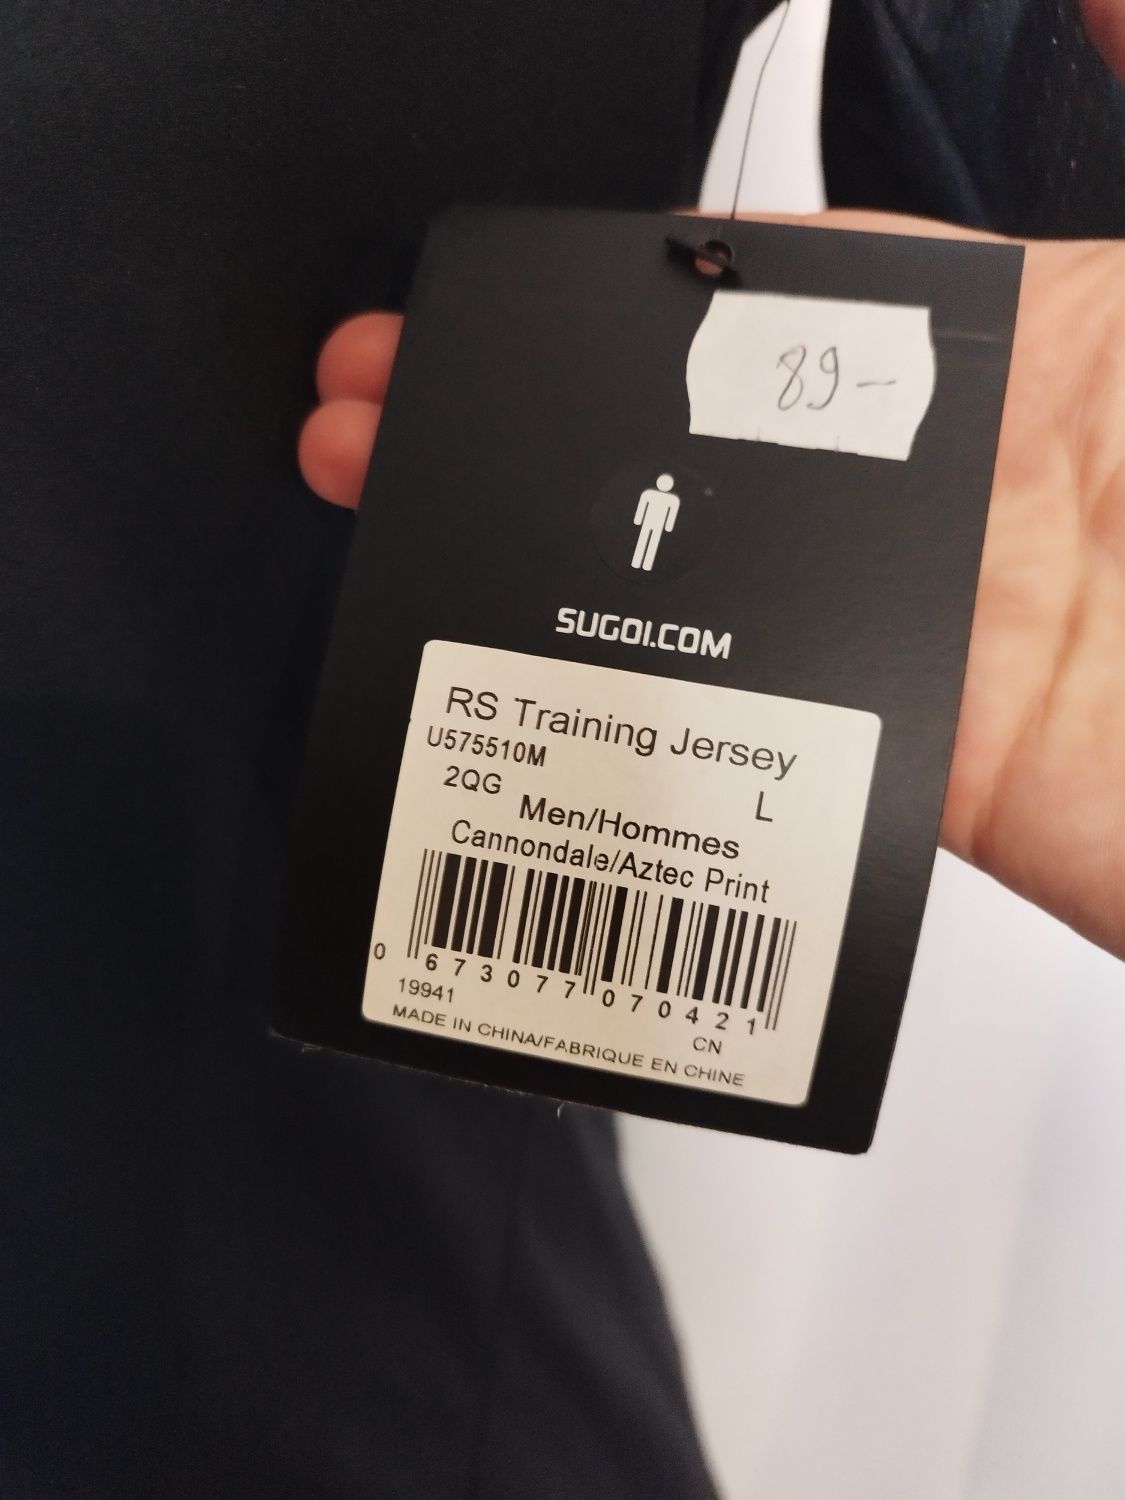 89-
SUGOI.COM
RS Training Jersey
U575510M
2QG L
Men/Hommes
Cannondale/Aztec Print
0 673077 070421
19941 CN
MADE IN CHINA/FABRIQUE EN CHINE